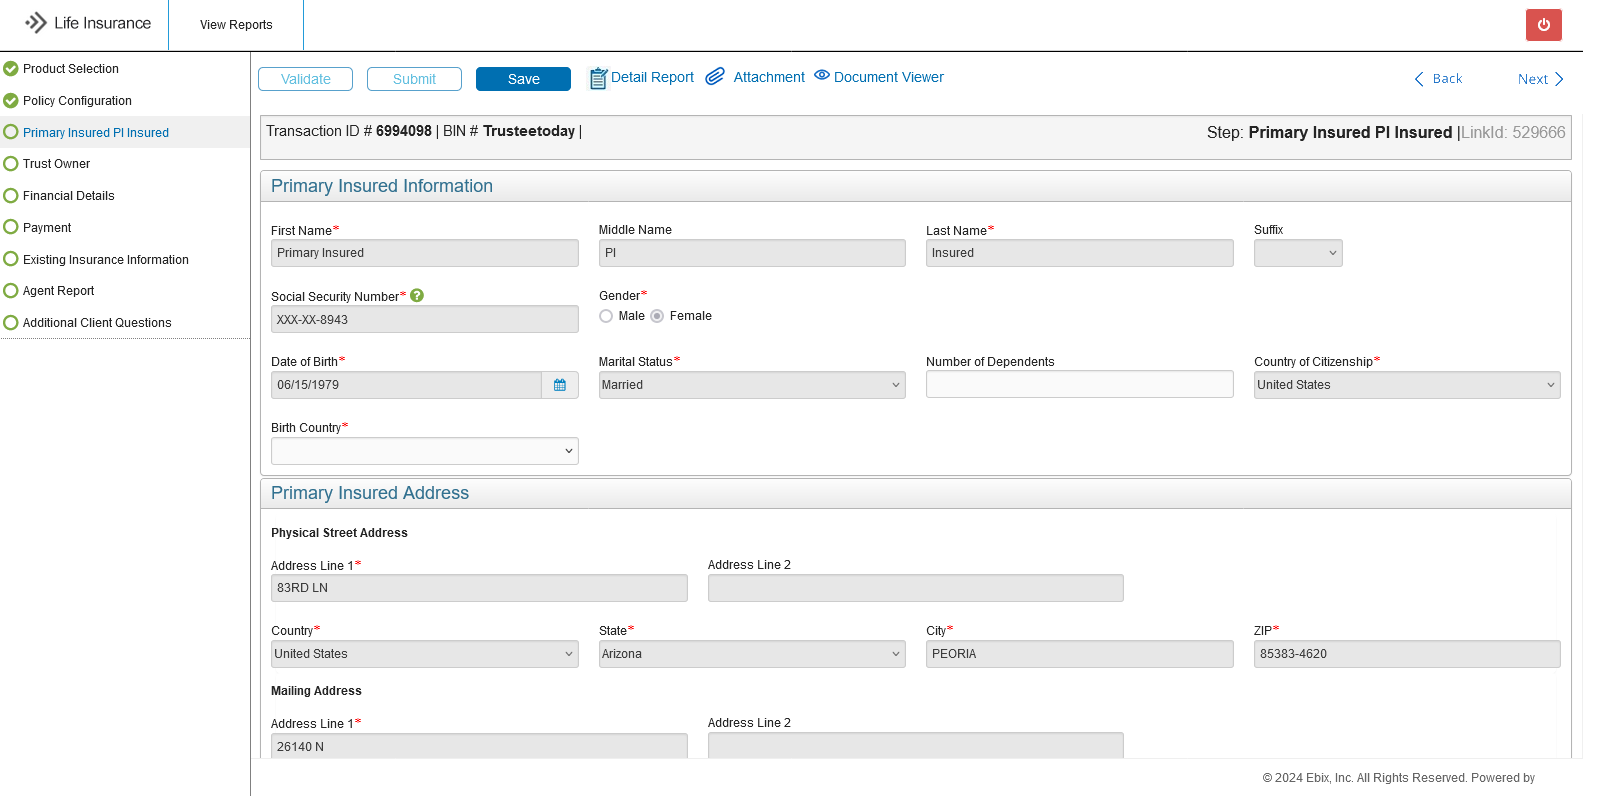 Life Insurance
View Reports
Product Selection
Policy Configuration
Primary Insured PI Insured
Trust Owner
Financial Details
Payment
Existing Insurance Information
Agent Report
Additional Client Questions
Validate Submit Save Detail Report Attachment Document Viewer Back Next
Transaction ID # 6994098 | BIN # Trusteetoday |
Step: Primary Insured PI Insured |LinkId: 529666
Primary Insured Information
First Name* Middle Name Last Name* Suffix
Primary Insured PI Insured
Social Security Number* ? Gender*
XXX-XX-8943 Male Female
Date of Birth* Marital Status* Number of Dependents Country of Citizenship*
06/15/1979 Married United States
Birth Country*
Primary Insured Address
Physical Street Address
Address Line 1* Address Line 2
83RD LN
Country* State* City* ZIP*
United States Arizona PEORIA 85383-4620
Mailing Address
Address Line 1* Address Line 2
26140 N
© 2024 Ebix, Inc. All Rights Reserved. Powered by